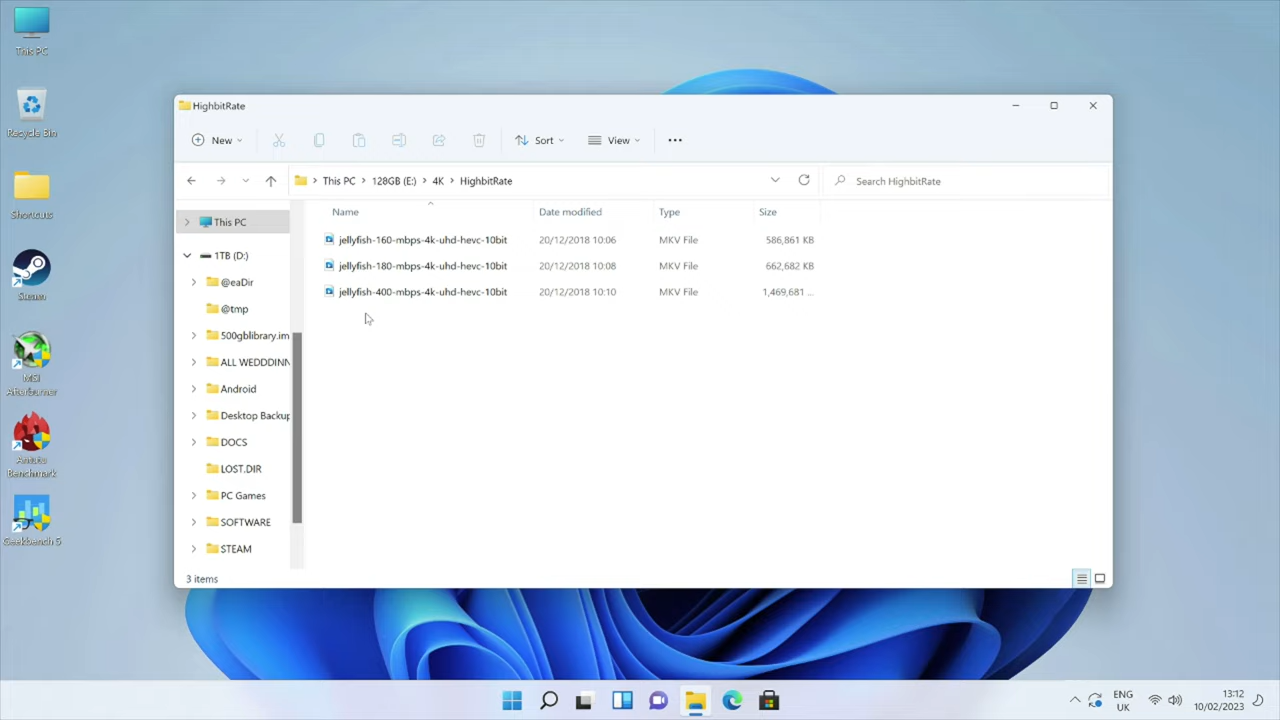 This PC
Recycle Bin
Shortcuts
Steam
MSI
Afterburner
Antutu
Benchmark
Geekbench 5
HighbitRate
New
Sort
View
This PC
128GB (E:)
4K
HighbitRate
Search HighbitRate
Name
Date modified
Type
Size
jellyfish-160-mbps-4k-uhd-hevc-10bit 20/12/2018 10:06 MKV File 586,861 KB
jellyfish-180-mbps-4k-uhd-hevc-10bit 20/12/2018 10:08 MKV File 662,682 KB
jellyfish-400-mbps-4k-uhd-hevc-10bit 20/12/2018 10:10 MKV File 1,469,681 ...
This PC
1TB (D:)
@eaDir
@tmp
500gblibrary.im
ALL WEDDDINN
Android
Desktop Backup
DOCS
LOST.DIR
PC Games
SOFTWARE
STEAM
3 items
ENG
UK
13:12
10/02/2023